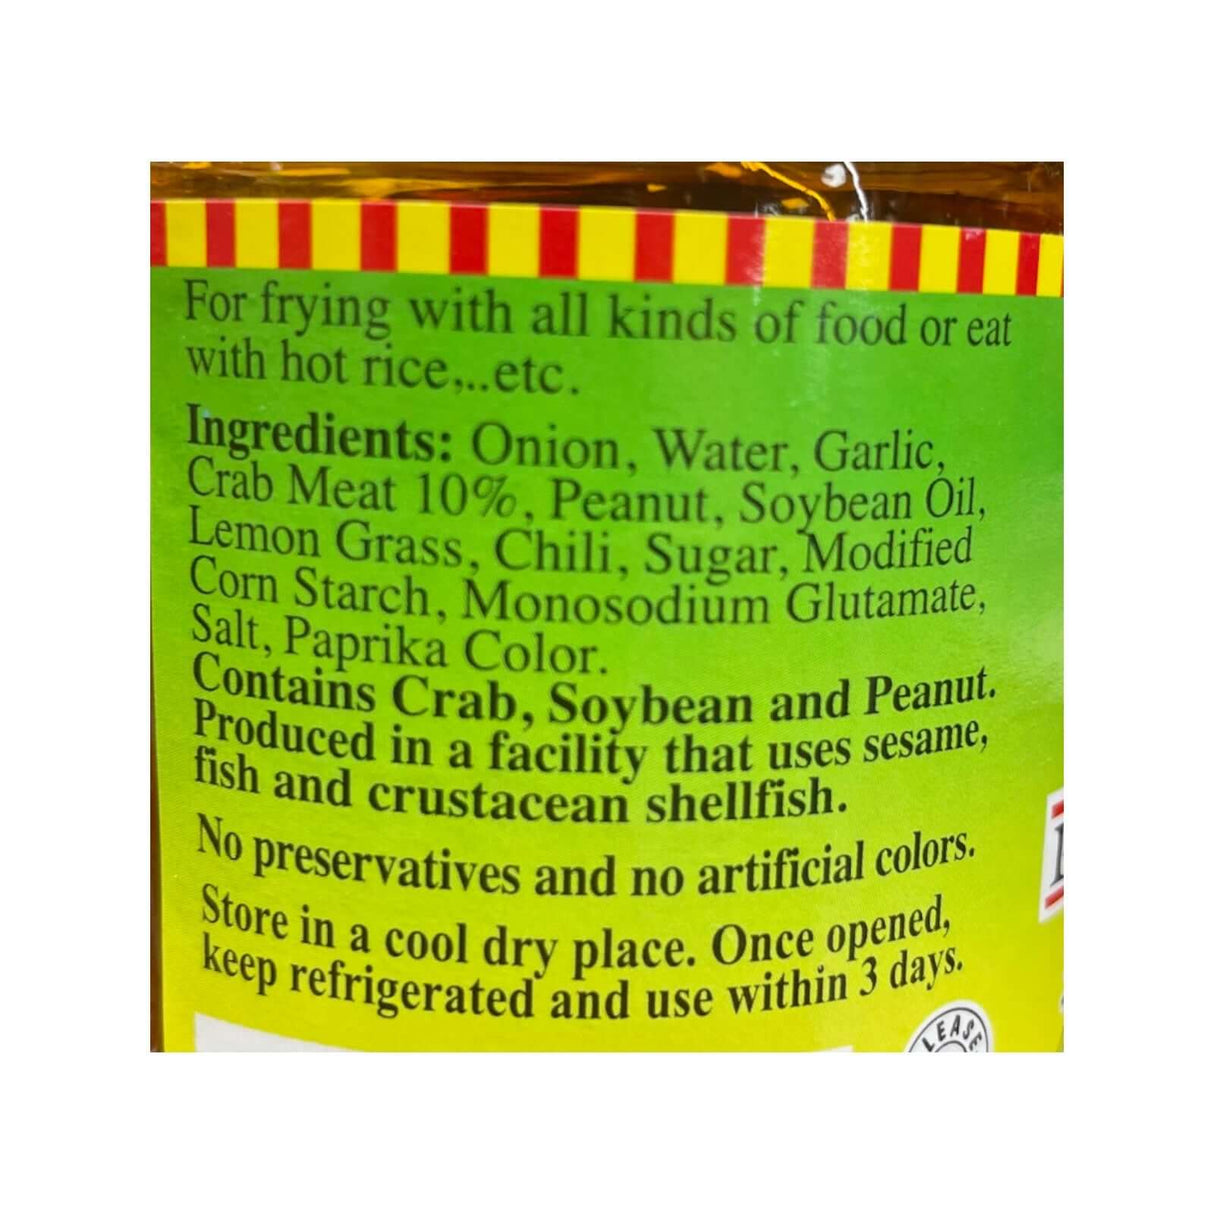 For frying with all kinds of food or eat
with hot rice,..etc.
Ingredients: Onion, Water, Garlic,
Crab Meat 10%, Peanut, Soybean Oil,
Lemon Grass, Chili, Sugar, Modified
Corn Starch, Monosodium Glutamate,
Salt, Paprika Color.
Contains Crab, Soybean and Peanut.
Produced in a facility that uses sesame,
fish and crustacean shellfish.
No preservatives and no artificial colors.
Store in a cool dry place. Once opened,
keep refrigerated and use within 3 days.